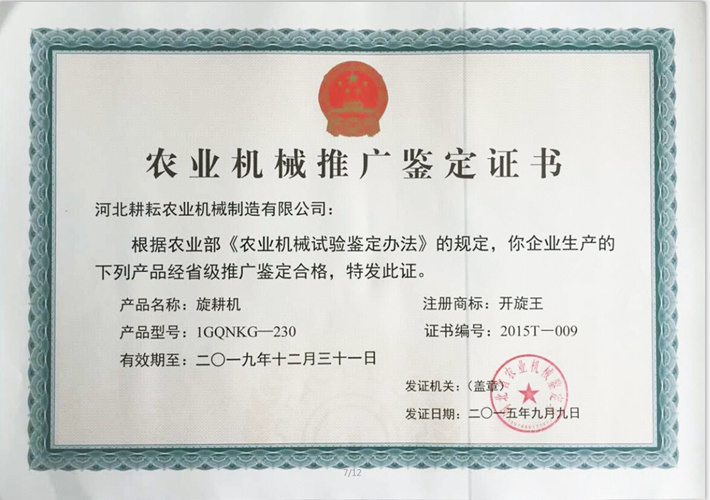 农业机械推广鉴定证书
河北耕耘农业机械制造有限公司：
根据农业部《农业机械试验鉴定办法》的规定，你企业生产的
下列产品经省级推广鉴定合格，特发此证。
产品名称：旋耕机 注册商标：开旋王
产品型号：1GQNKG—230 证书编号：2015T—009
有效期至：二〇一九年十二月三十一日
发证机关：（盖章）
发证日期：二〇一五年九月九日
7/12